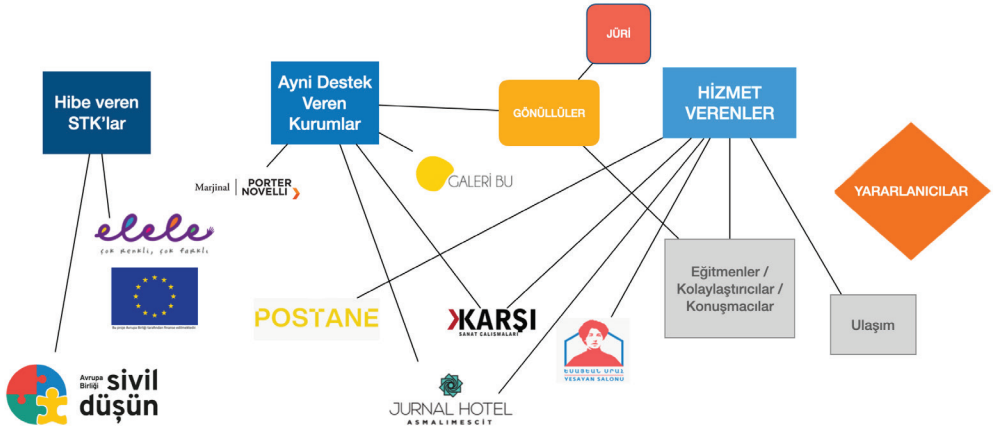 JÜRİ
Hibe veren
STK'lar
Ayni Destek
Veren
Kurumlar
GÖNÜLLÜLER
HİZMET
VERENLER
YARARLANICILAR
Marjinal
PORTER
NOVELLI
GALERİ BU
elele
çok renkli, çok farklı
POSTANE
KARŞI
SANAT ÇALIŞMALARI
YESAYAN SALONU
Eğitmenler /
Kolaylaştırıcılar /
Konuşmacılar
Ulaşım
Avrupa
Birliği
sivil
düşün
JURNAL HOTEL
ASMALIMESCİT